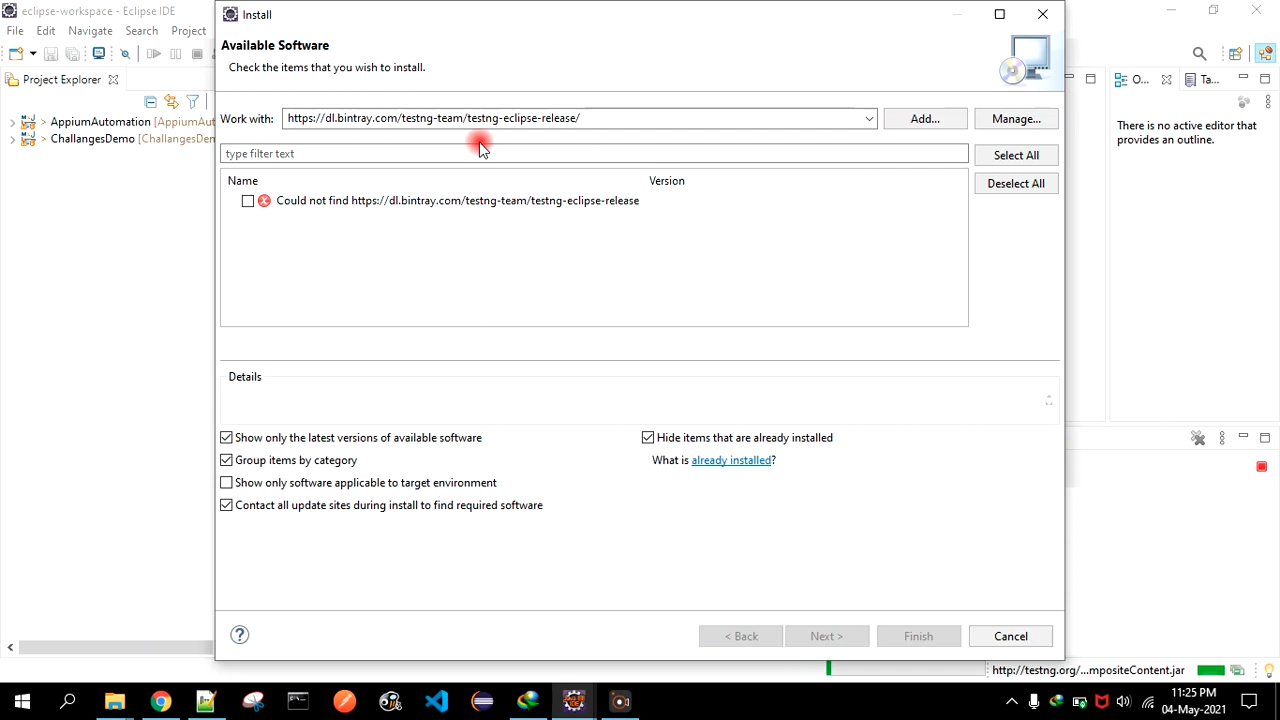 eclipse-workspace - Eclipse IDE
File Edit Navigate Search Project
Project Explorer
AppiumAutomation [AppiumAut
ChallangesDemo [ChallangesDen
Install
Available Software
Check the items that you wish to install.
Work with: https://dl.bintray.com/testng-team/testng-eclipse-release/ Add... Manage...
type filter text Select All
Deselect All
Name Version
Could not find https://dl.bintray.com/testng-team/testng-eclipse-release
Details
Show only the latest versions of available software Hide items that are already installed
Group items by category What is already installed?
Show only software applicable to target environment
Contact all update sites during install to find required software
< Back Next > Finish Cancel
O... Ta...
There is no active editor that
provides an outline.
http://testng.org/...mpositeContent.jar
11:25 PM
04-May-2021